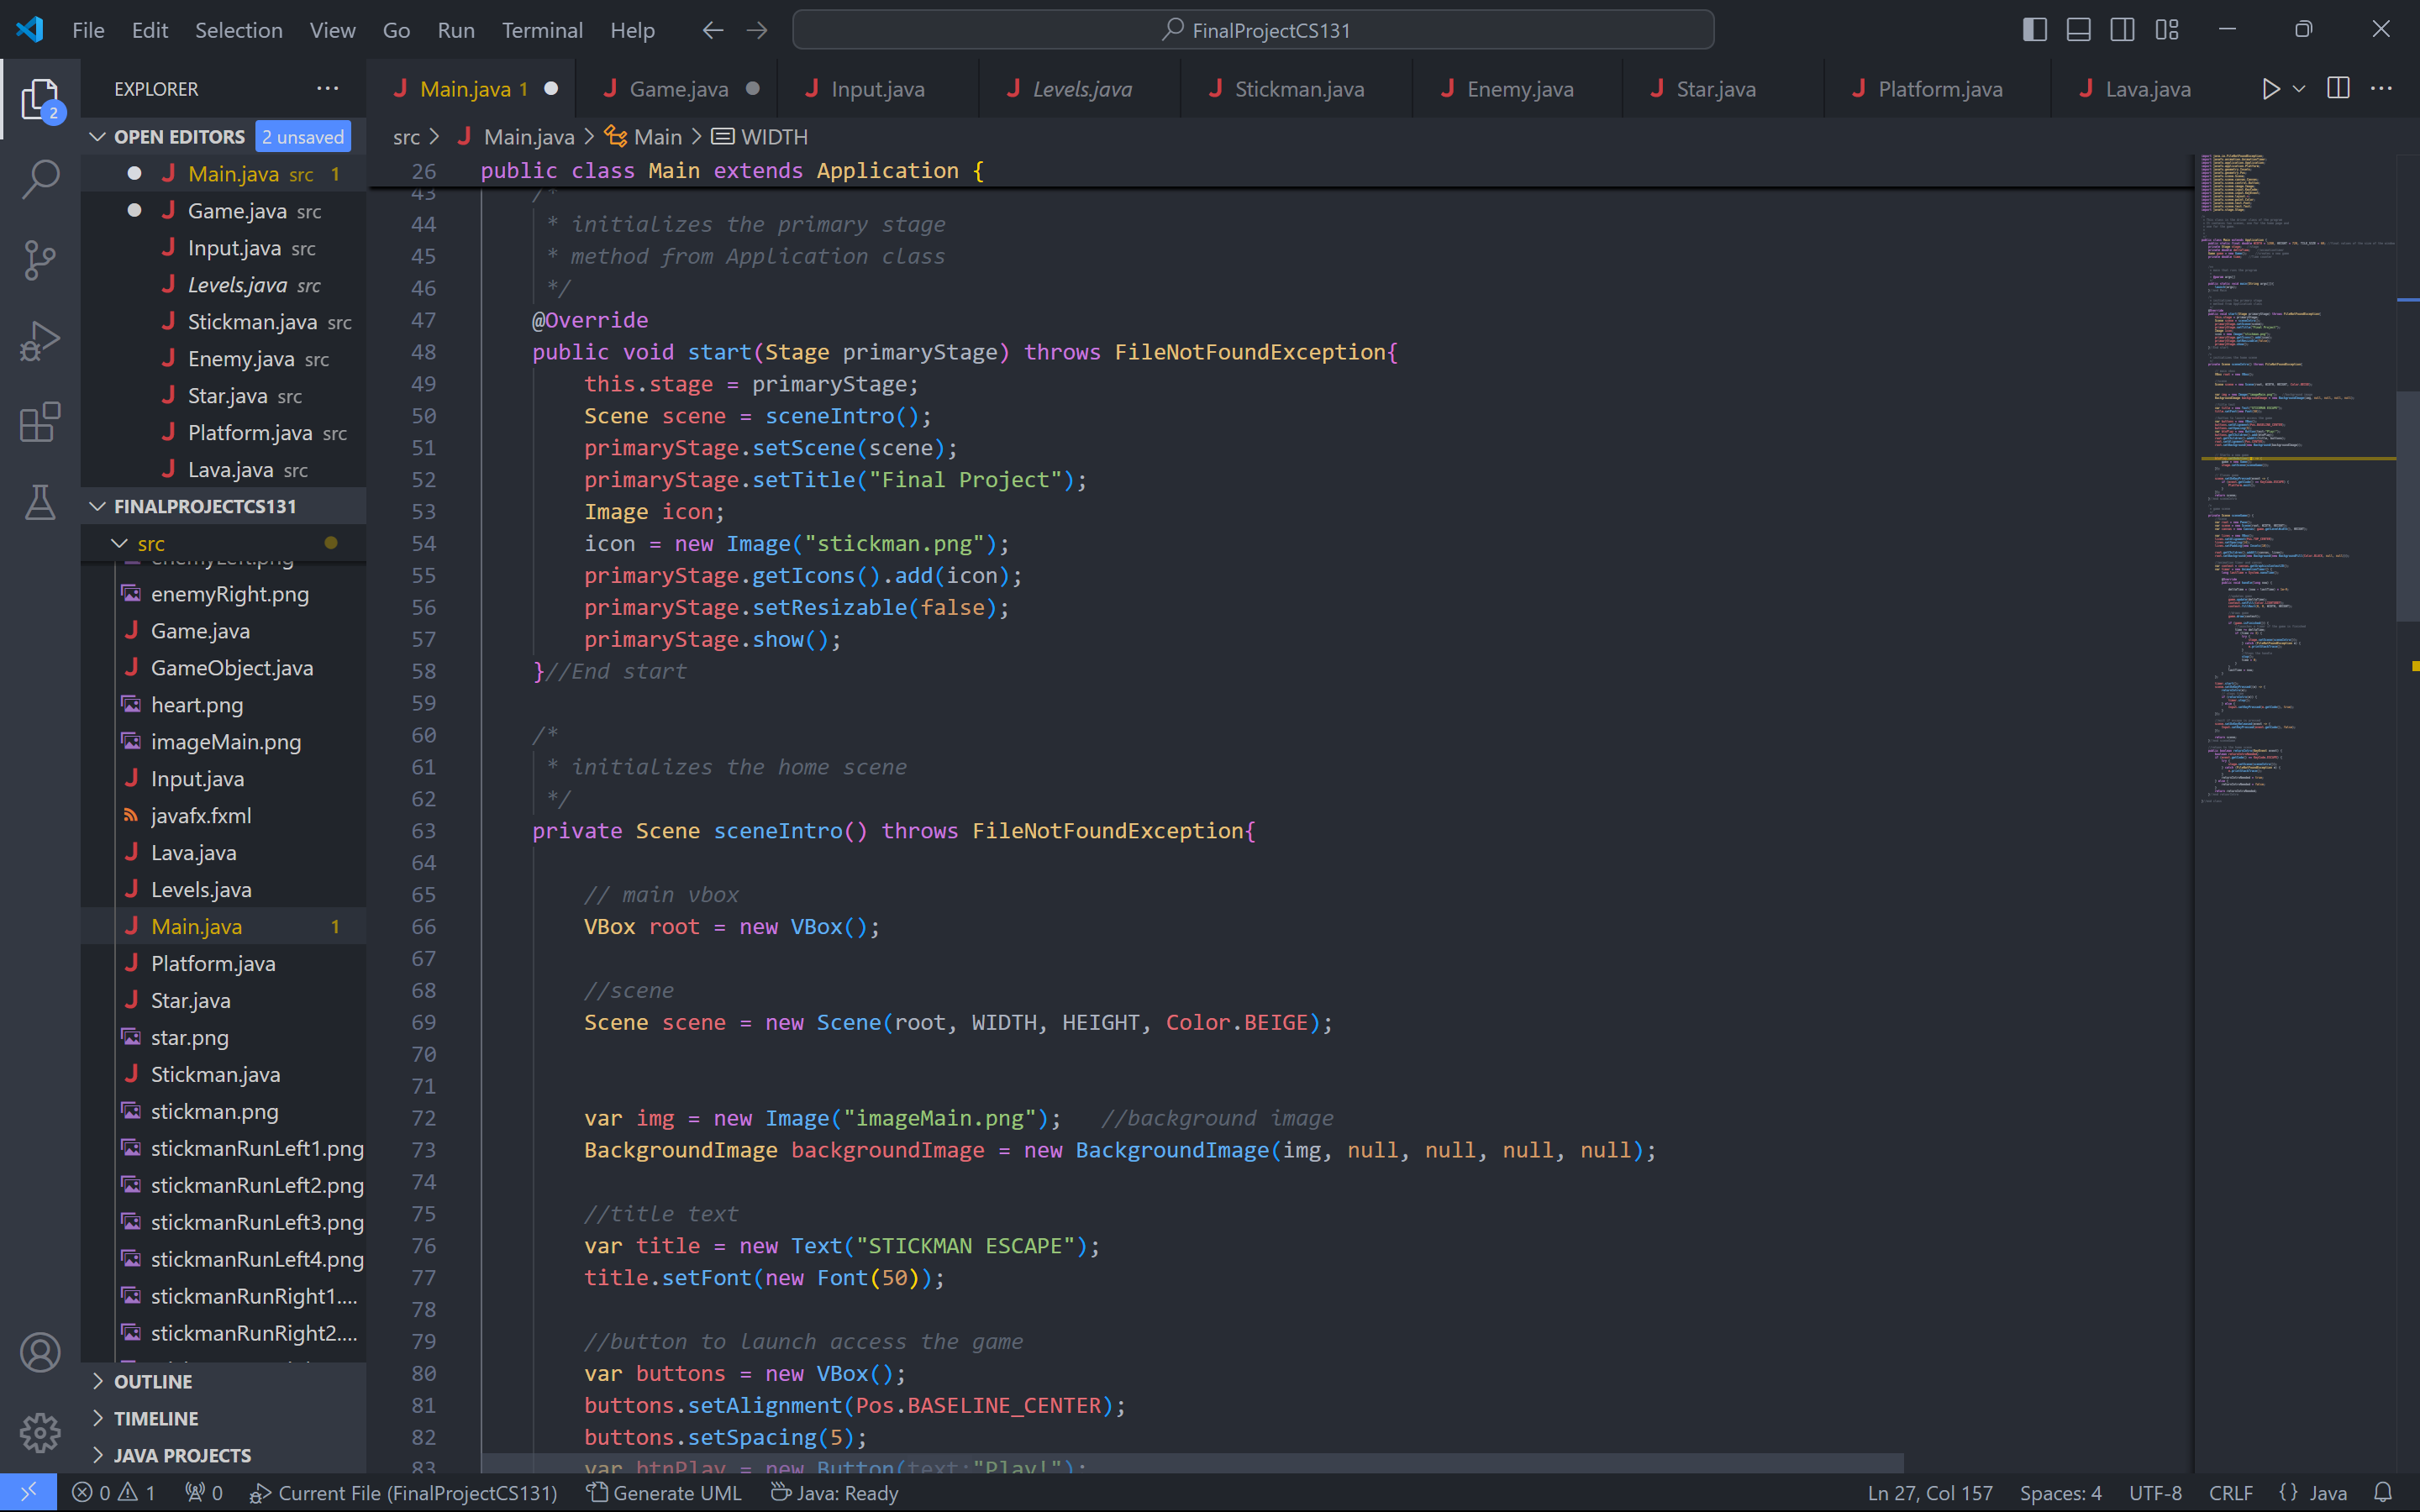 File Edit Selection View Go Run Terminal Help
FinalProjectCS131
EXPLORER
2
OPEN EDITORS 2 unsaved
Main.java src 1
Game.java src
Input.java src
Levels.java src
Stickman.java src
Enemy.java src
Star.java src
Platform.java src
Lava.java src
FINALPROJECTCS131
src
enemyLeft.png
enemyRight.png
Game.java
GameObject.java
heart.png
imageMain.png
Input.java
javafx.fxml
Lava.java
Levels.java
Main.java 1
Platform.java
Star.java
star.png
Stickman.java
stickman.png
stickmanRunLeft1.png
stickmanRunLeft2.png
stickmanRunLeft3.png
stickmanRunLeft4.png
stickmanRunRight1....
stickmanRunRight2....
OUTLINE
TIMELINE
JAVA PROJECTS
Main.java 1 Game.java Input.java Levels.java Stickman.java Enemy.java Star.java Platform.java Lava.java
src > Main.java > Main > WIDTH
26 public class Main extends Application {
43 /*
44 * initializes the primary stage
45 * method from Application class
46 */
47 @Override
48 public void start(Stage primaryStage) throws FileNotFoundException{
49 this.stage = primaryStage;
50 Scene scene = sceneIntro();
51 primaryStage.setScene(scene);
52 primaryStage.setTitle("Final Project");
53 Image icon;
54 icon = new Image("stickman.png");
55 primaryStage.getIcons().add(icon);
56 primaryStage.setResizable(false);
57 primaryStage.show();
58 }//End start
59
60 /*
61 * initializes the home scene
62 */
63 private Scene sceneIntro() throws FileNotFoundException{
64
65 // main vbox
66 VBox root = new VBox();
67
68 //scene
69 Scene scene = new Scene(root, WIDTH, HEIGHT, Color.BEIGE);
70
71
72 var img = new Image("imageMain.png"); //background image
73 BackgroundImage backgroundImage = new BackgroundImage(img, null, null, null, null);
74
75 //title text
76 var title = new Text("STICKMAN ESCAPE");
77 title.setFont(new Font(50));
78
79 //button to launch access the game
80 var buttons = new VBox();
81 buttons.setAlignment(Pos.BASELINE_CENTER);
82 buttons.setSpacing(5);
83 var btnPlay = new Button(text:"Play!");
0 1 0 Current File (FinalProjectCS131) Generate UML Java: Ready Ln 27, Col 157 Spaces: 4 UTF-8 CRLF {} Java